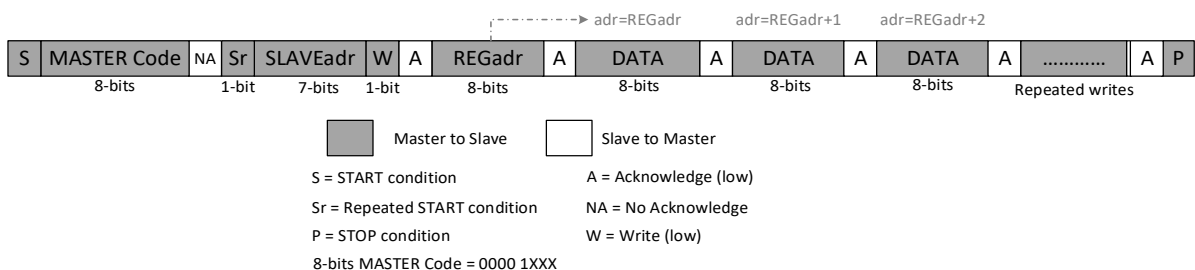 adr=REGadr adr=REGadr+1 adr=REGadr+2
S MASTER Code NA Sr SLAVEadr W A REGadr A DATA A DATA A DATA A ............ A P
8-bits 1-bit 7-bits 1-bit 8-bits 8-bits 8-bits 8-bits Repeated writes
Master to Slave Slave to Master
S = START condition A = Acknowledge (low)
Sr = Repeated START condition NA = No Acknowledge
P = STOP condition W = Write (low)
8-bits MASTER Code = 0000 1XXX